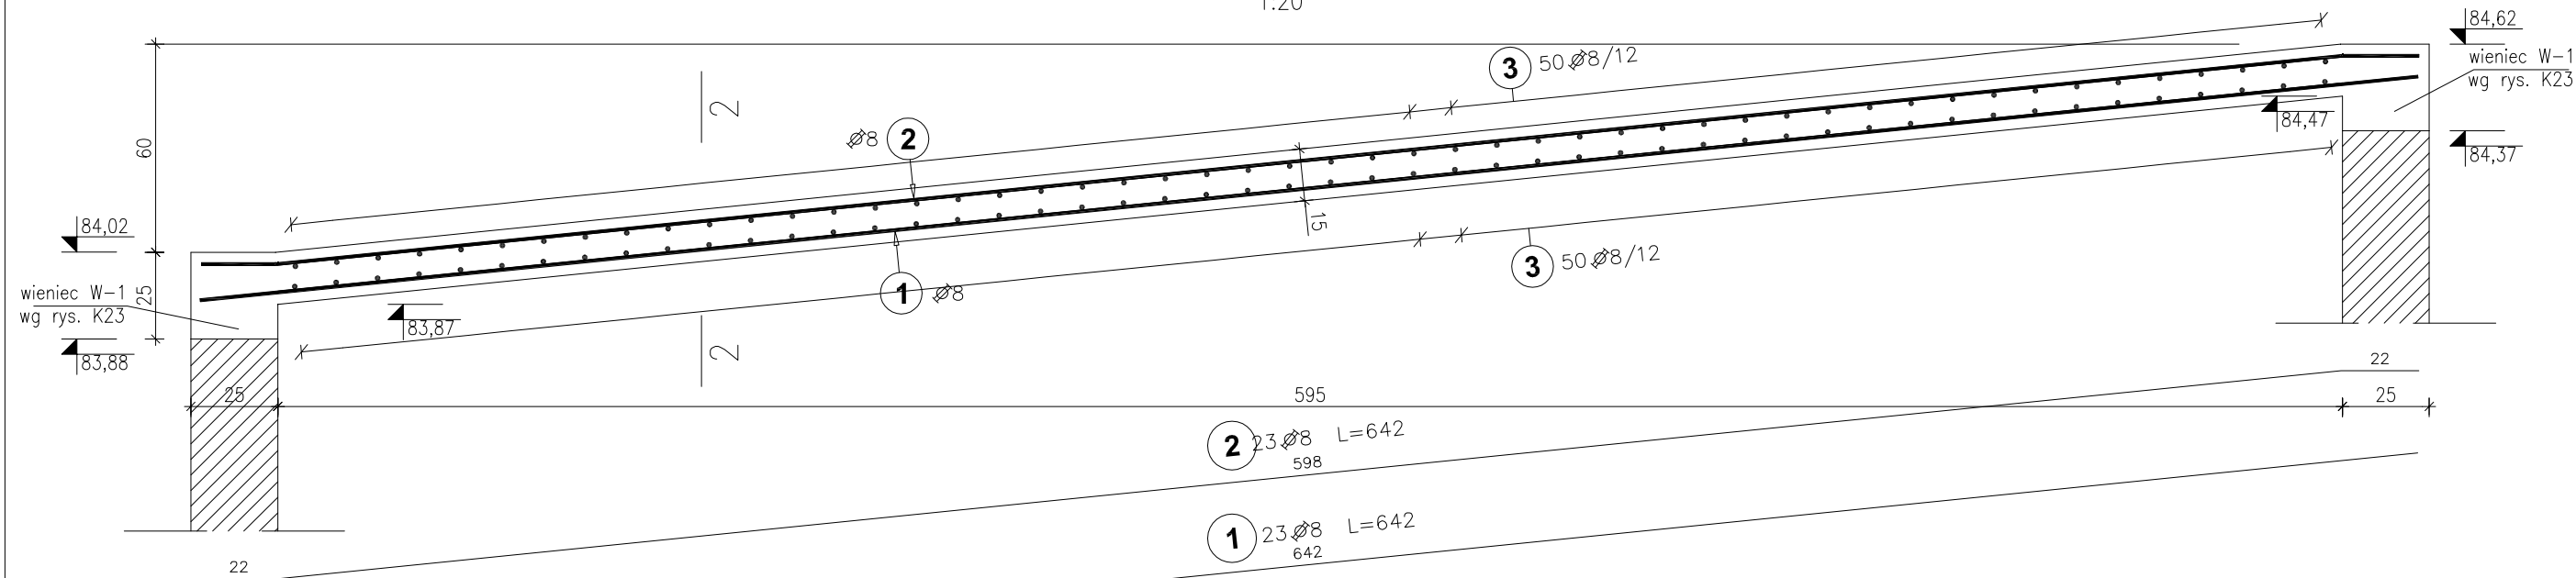 1:20
84,62
wieniec W-1
wg rys. K23
3 50 ⌀8/12
2
⌀8 2
60
84,47
84,37
15
84,02
3 50 ⌀8/12
wieniec W-1
wg rys. K23
25
1 ⌀8
83,87
2
83,88
22
25
595
25
2 23 ⌀8 L=642
598
1 23 ⌀8 L=642
642
22